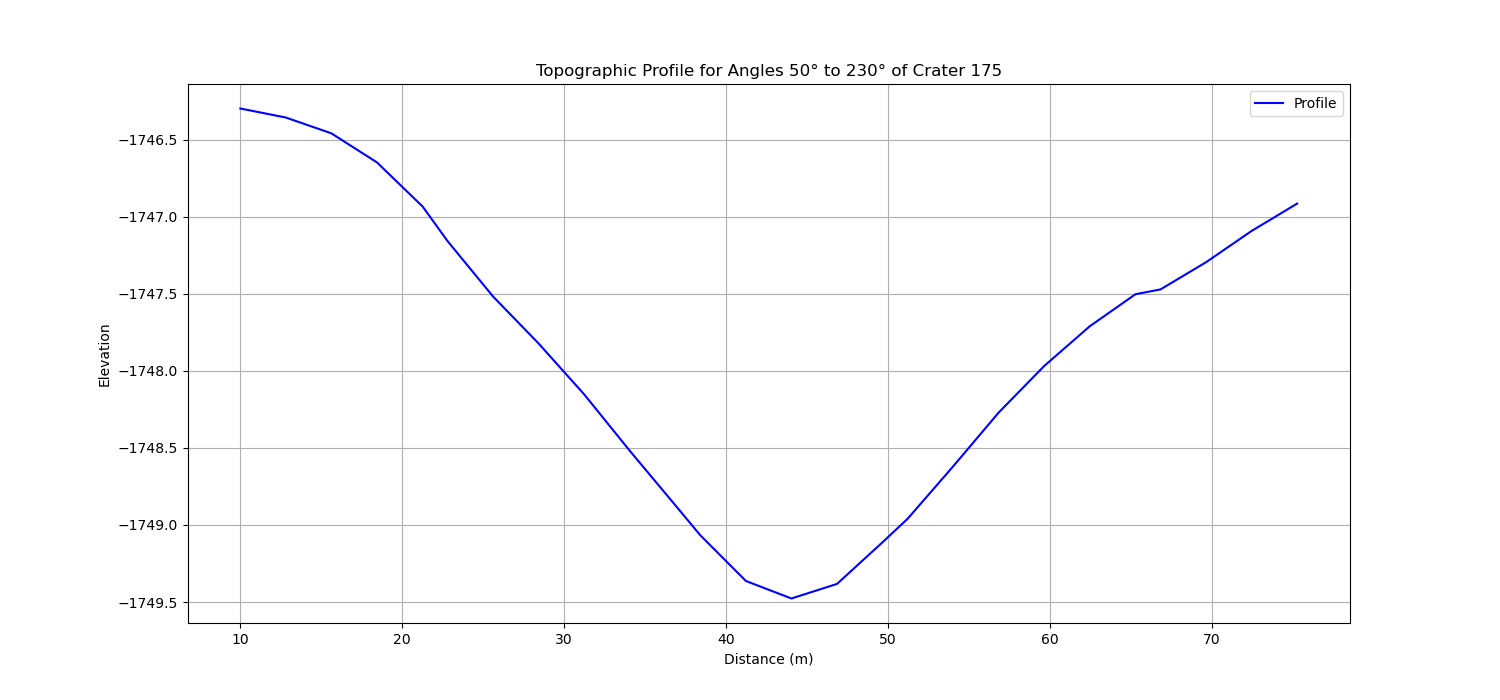 Topographic Profile for Angles 50° to 230° of Crater 175
Profile
−1746.5
−1747.0
−1747.5
−1748.0
−1748.5
−1749.0
−1749.5
Elevation
10 20 30 40 50 60 70
Distance (m)